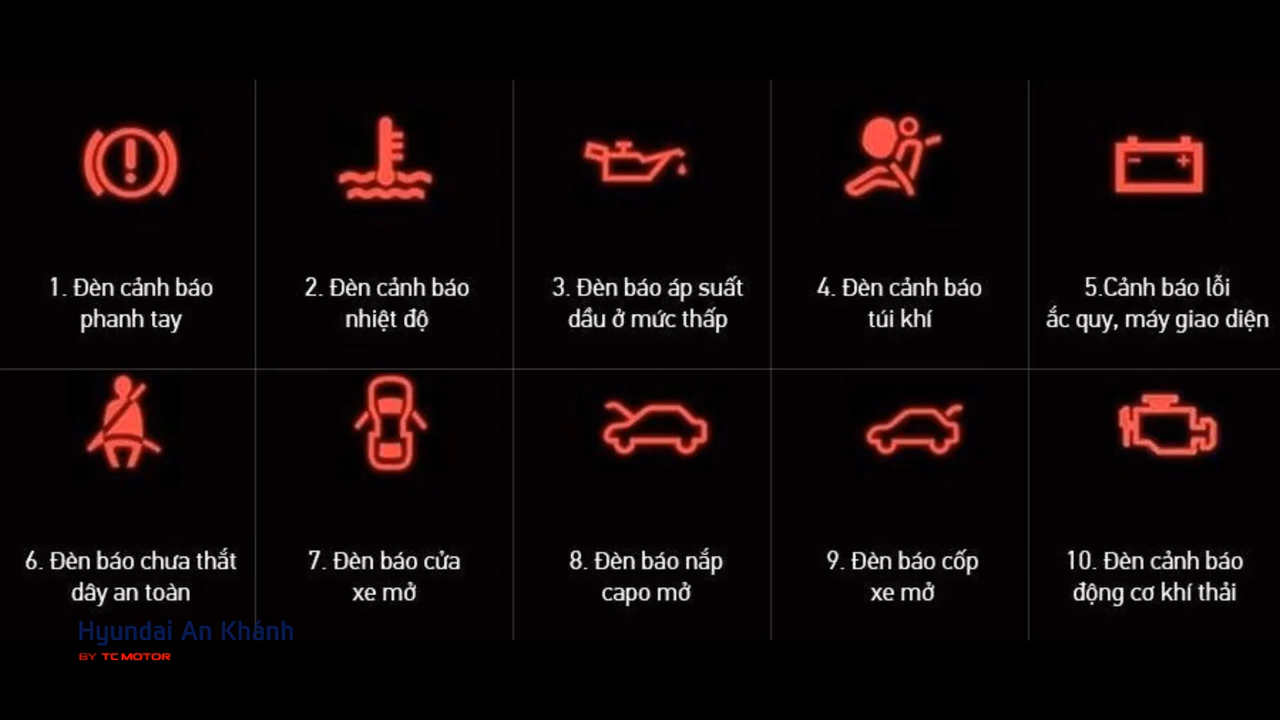 1. Đèn cảnh báo
phanh tay
2. Đèn cảnh báo
nhiệt độ
3. Đèn báo áp suất
dầu ở mức thấp
4. Đèn cảnh báo
túi khí
5.Cảnh báo lỗi
ắc quy, máy giao diện
6. Đèn báo chưa thắt
dây an toàn
7. Đèn báo cửa
xe mở
8. Đèn báo nắp
capo mở
9. Đèn báo cốp
xe mở
10. Đèn cảnh báo
động cơ khí thải
Hyundai An Khánh
BY TC MOTOR